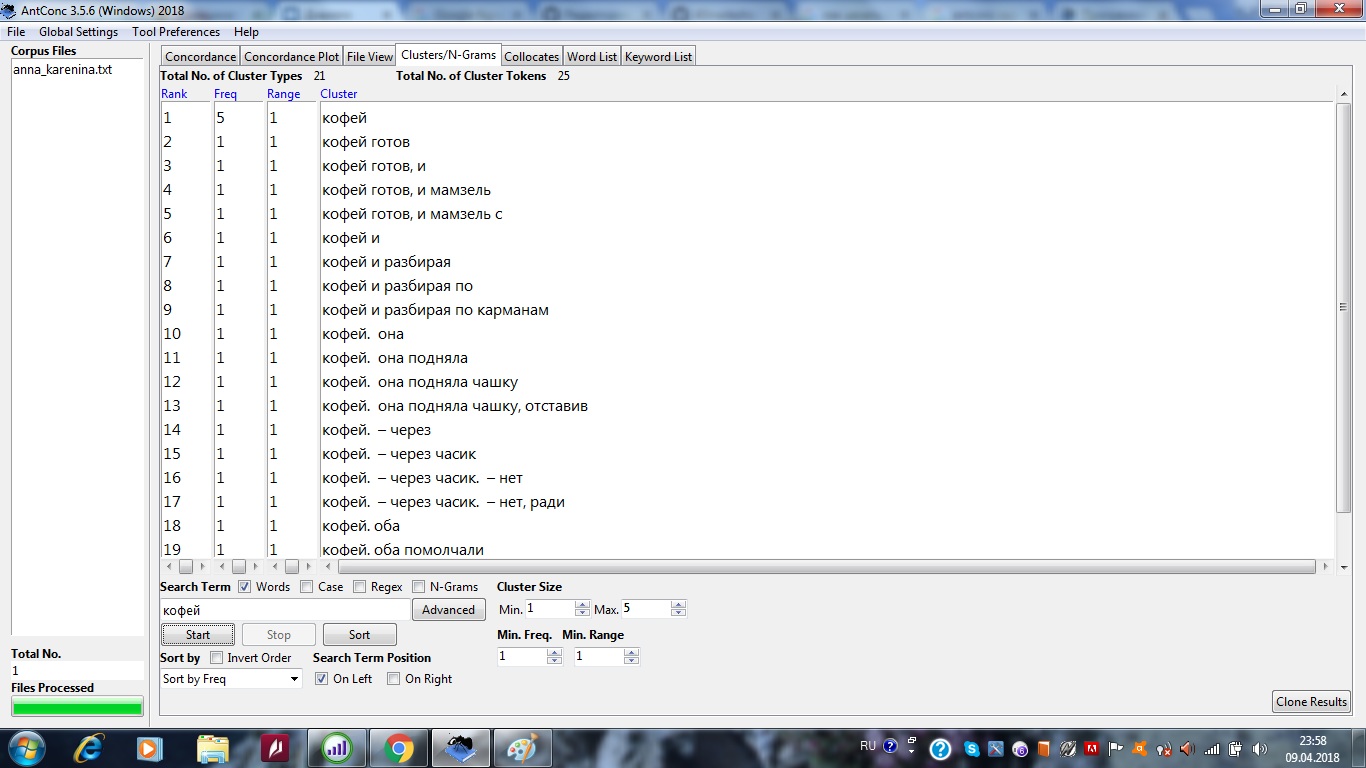 AntConc 3.5.6 (Windows) 2018
File Global Settings Tool Preferences Help
Corpus Files
anna_karenina.txt
Concordance Concordance Plot File View Clusters/N-Grams Collocates Word List Keyword List
Total No. of Cluster Types 21 Total No. of Cluster Tokens 25
Rank Freq Range Cluster
1 5 1 кофей
2 1 1 кофей готов
3 1 1 кофей готов, и
4 1 1 кофей готов, и мамзель
5 1 1 кофей готов, и мамзель с
6 1 1 кофей и
7 1 1 кофей и разбирая
8 1 1 кофей и разбирая по
9 1 1 кофей и разбирая по карманам
10 1 1 кофей. она
11 1 1 кофей. она подняла
12 1 1 кофей. она подняла чашку
13 1 1 кофей. она подняла чашку, отставив
14 1 1 кофей. – через
15 1 1 кофей. – через часик
16 1 1 кофей. – через часик. – нет
17 1 1 кофей. – через часик. – нет, ради
18 1 1 кофей. оба
19 1 1 кофей. оба помолчали
Search Term Words Case Regex N-Grams Cluster Size
кофей Advanced Min. 1 Max. 5
Start Stop Sort
Min. Freq. Min. Range
1 1
Sort by Invert Order Search Term Position
Sort by Freq On Left On Right
Total No.
1
Files Processed
Clone Results
RU
23:58
09.04.2018